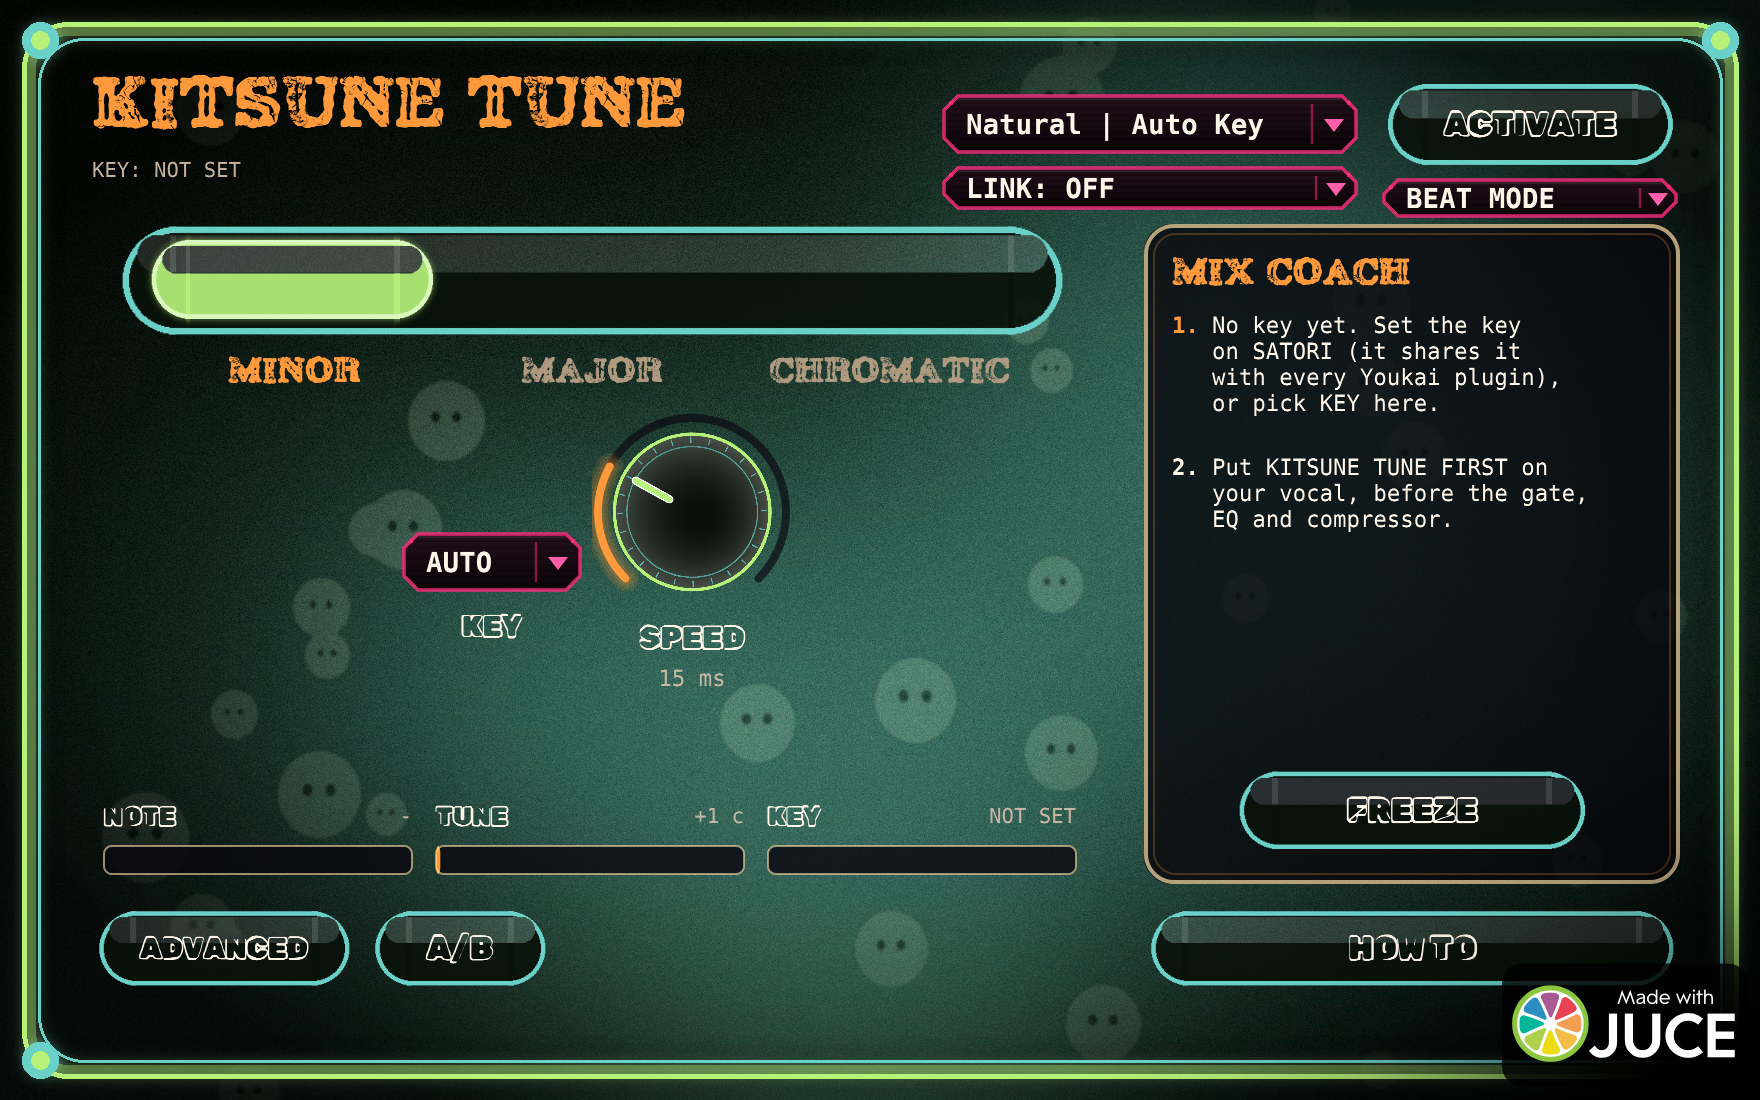 KITSUNE TUNE
KEY: NOT SET
Natural | Auto Key
ACTIVATE
LINK: OFF
BEAT MODE
MINOR
MAJOR
CHROMATIC
AUTO
KEY
SPEED
15 ms
MIX COACH
1. No key yet. Set the key
on SATORI (it shares it
with every Youkai plugin),
or pick KEY here.
2. Put KITSUNE TUNE FIRST on
your vocal, before the gate,
EQ and compressor.
FREEZE
NOTE -
TUNE +1 c
KEY NOT SET
ADVANCED
A/B
HOW TO
Made with
JUCE